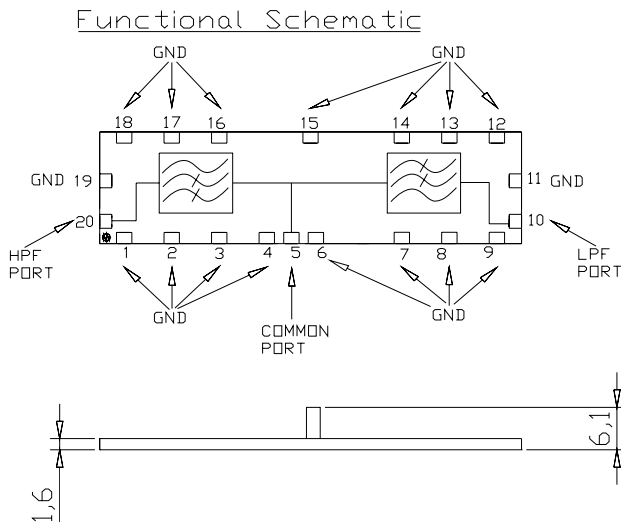 Functional Schematic
GND GND
18 17 16 15 14 13 12
GND 19 11 GND
20 10
HPF PORT
LPF PORT
1 2 3 4 5 6 7 8 9
GND GND
COMMON PORT
6,1
1,6